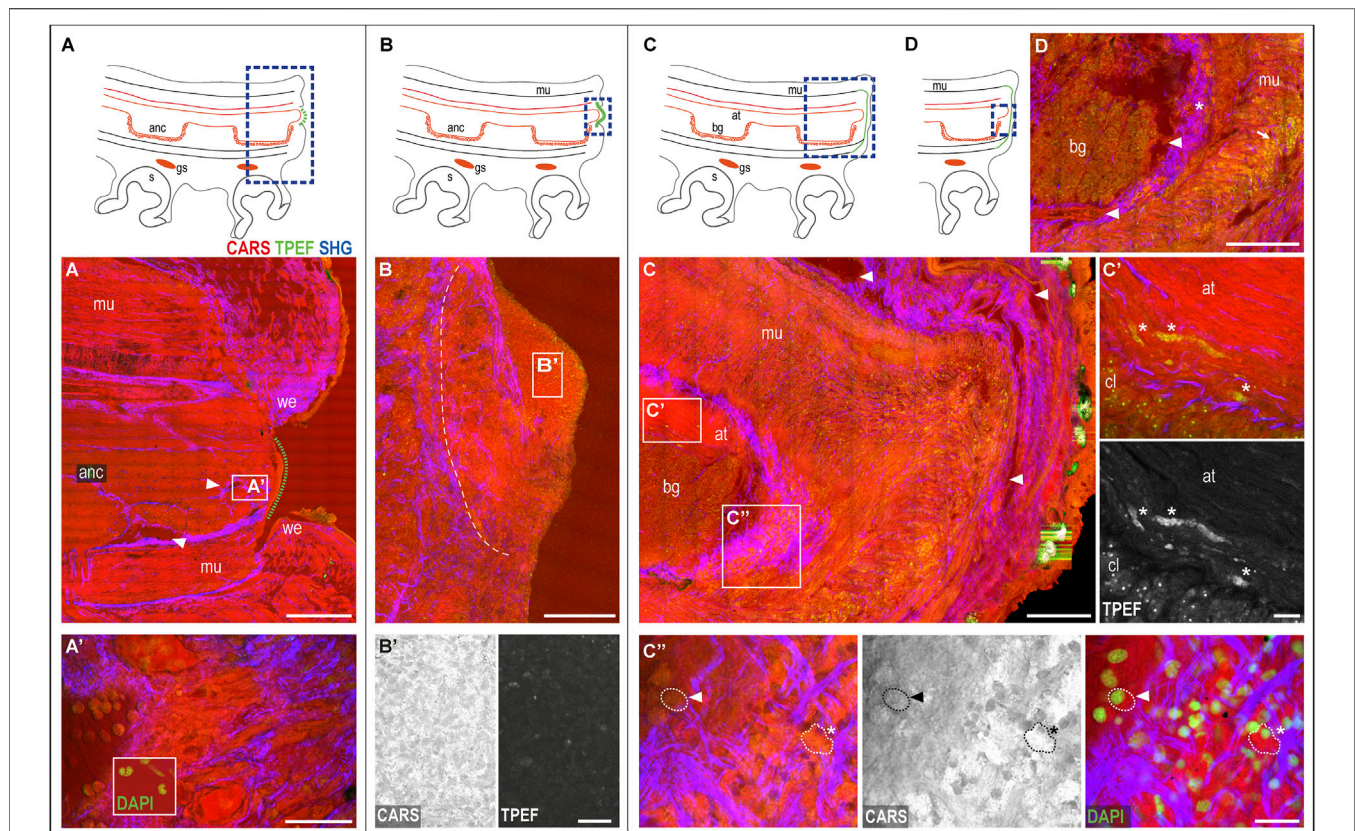 A
B
C
D
D
mu
mu
mu
mu
*
at
anc
anc
bg
bg
gs
gs
gs
s
s
s
CARS TPEF SHG
A
mu
we
anc
A'
we
mu
B
B'
C
mu
C'
at
bg
C''
C'
at
* *
*
cl
at
* *
*
cl
TPEF
A'
DAPI
B'
CARS
TPEF
C''
*
*
CARS
*
DAPI